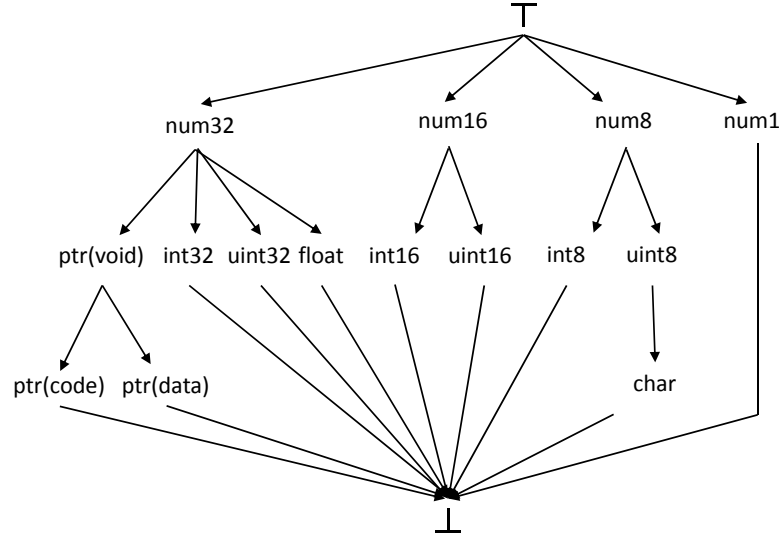 ⊤
num32 num16 num8 num1
ptr(void) int32 uint32 float int16 uint16 int8 uint8
ptr(code) ptr(data) char
⊥